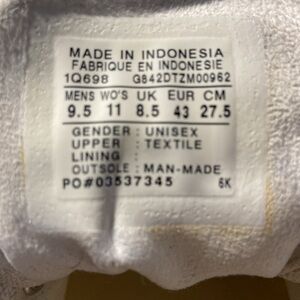 MADE IN INDONESIA
FABRIQUE EN INDONESIE
1Q698 G842DTZM00962
MENS WO'S UK EUR CM
9.5 11 8.5 43 27.5
GENDER : UNISEX
UPPER : TEXTILE
LINING :
OUTSOLE : MAN-MADE
PO#03537345 6K